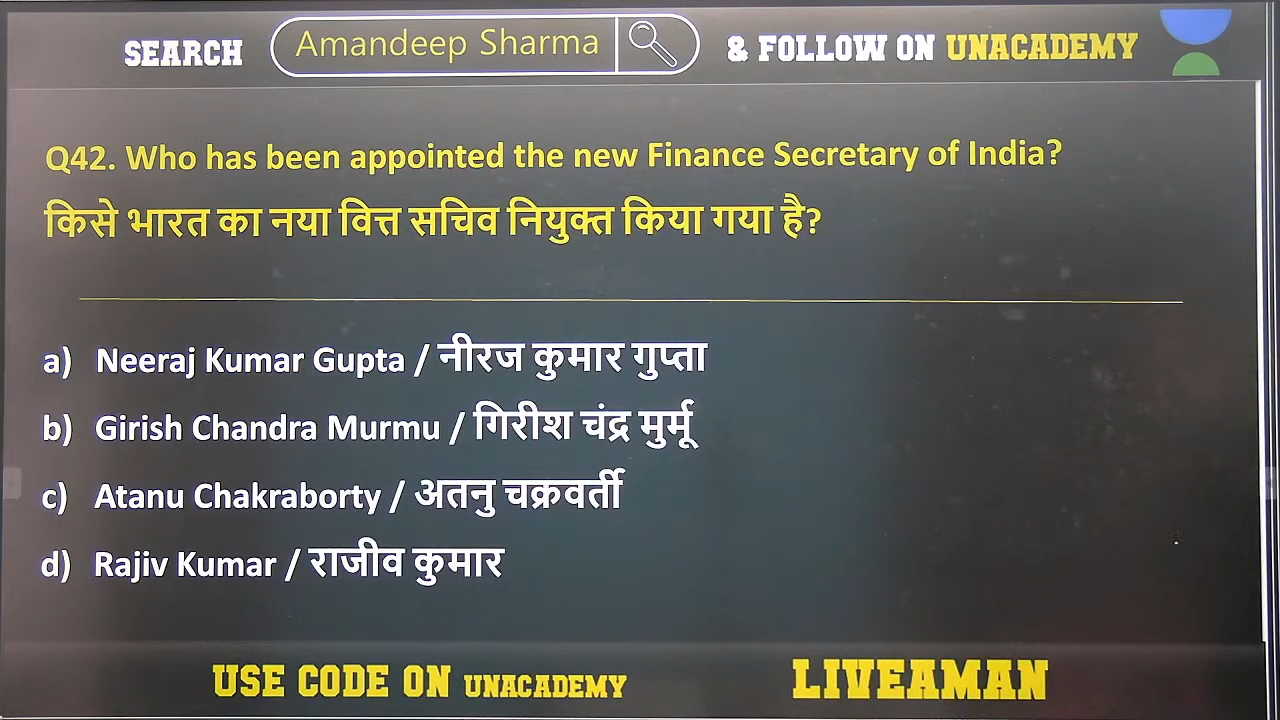 SEARCH Amandeep Sharma & FOLLOW ON UNACADEMY
Q42. Who has been appointed the new Finance Secretary of India?
किसे भारत का नया वित्त सचिव नियुक्त किया गया है?
a) Neeraj Kumar Gupta / नीरज कुमार गुप्ता
b) Girish Chandra Murmu / गिरीश चंद्र मुर्मू
c) Atanu Chakraborty / अतनु चक्रवर्ती
d) Rajiv Kumar / राजीव कुमार
USE CODE ON UNACADEMY LIVEAMAN